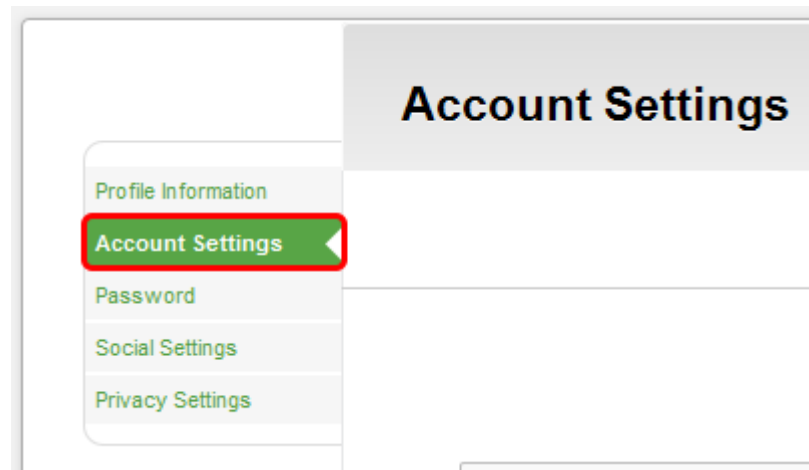 Account Settings
Profile Information
Account Settings
Password
Social Settings
Privacy Settings